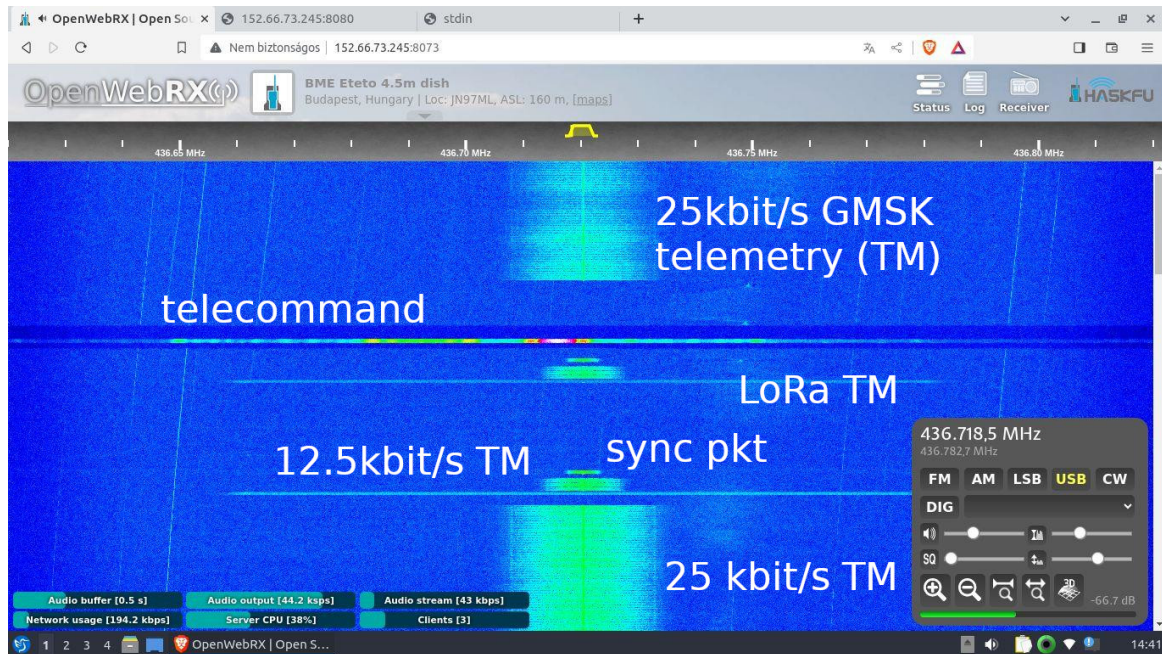 OpenWebRX | Open Sou
152.66.73.245:8080
stdin
Nem biztonságos | 152.66.73.245:8073
OpenWebRX
BME Eteto 4.5m dish
Budapest, Hungary | Loc: JN97ML, ASL: 160 m, [maps]
Status Log Receiver
HA5KFU
436.65 MHz 436.70 MHz 436.75 MHz 436.80 MHz
25kbit/s GMSK
telemetry (TM)
telecommand
LoRa TM
12.5kbit/s TM
sync pkt
25 kbit/s TM
436.718,5 MHz
436.782,7 MHz
FM AM LSB USB CW
DIG
SQ
3D
-66.7 dB
Audio buffer [0.5 s] Audio output [44.2 ksps] Audio stream [43 kbps]
Network usage [194.2 kbps] Server CPU [38%] Clients [3]
1 2 3 4 OpenWebRX | Open S... 14:41